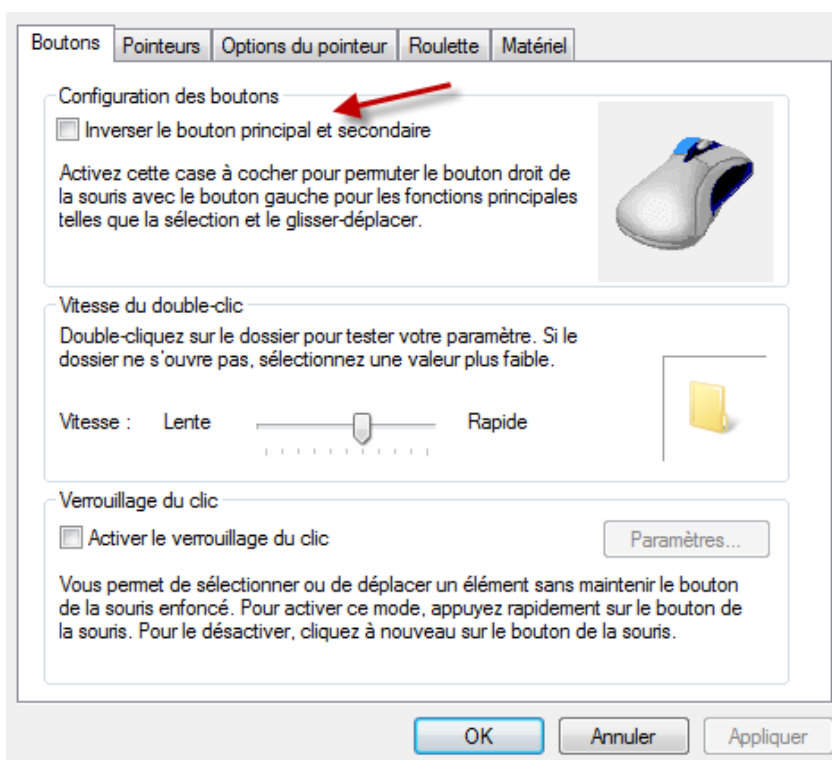 Boutons Pointeurs Options du pointeur Roulette Matériel
Configuration des boutons
Inverser le bouton principal et secondaire
Activez cette case à cocher pour permuter le bouton droit de
la souris avec le bouton gauche pour les fonctions principales
telles que la sélection et le glisser-déplacer.
Vitesse du double-clic
Double-cliquez sur le dossier pour tester votre paramètre. Si le
dossier ne s'ouvre pas, sélectionnez une valeur plus faible.
Vitesse : Lente Rapide
Verrouillage du clic
Activer le verrouillage du clic Paramètres...
Vous permet de sélectionner ou de déplacer un élément sans maintenir le bouton
de la souris enfoncé. Pour activer ce mode, appuyez rapidement sur le bouton de
la souris. Pour le désactiver, cliquez à nouveau sur le bouton de la souris.
OK Annuler Appliquer